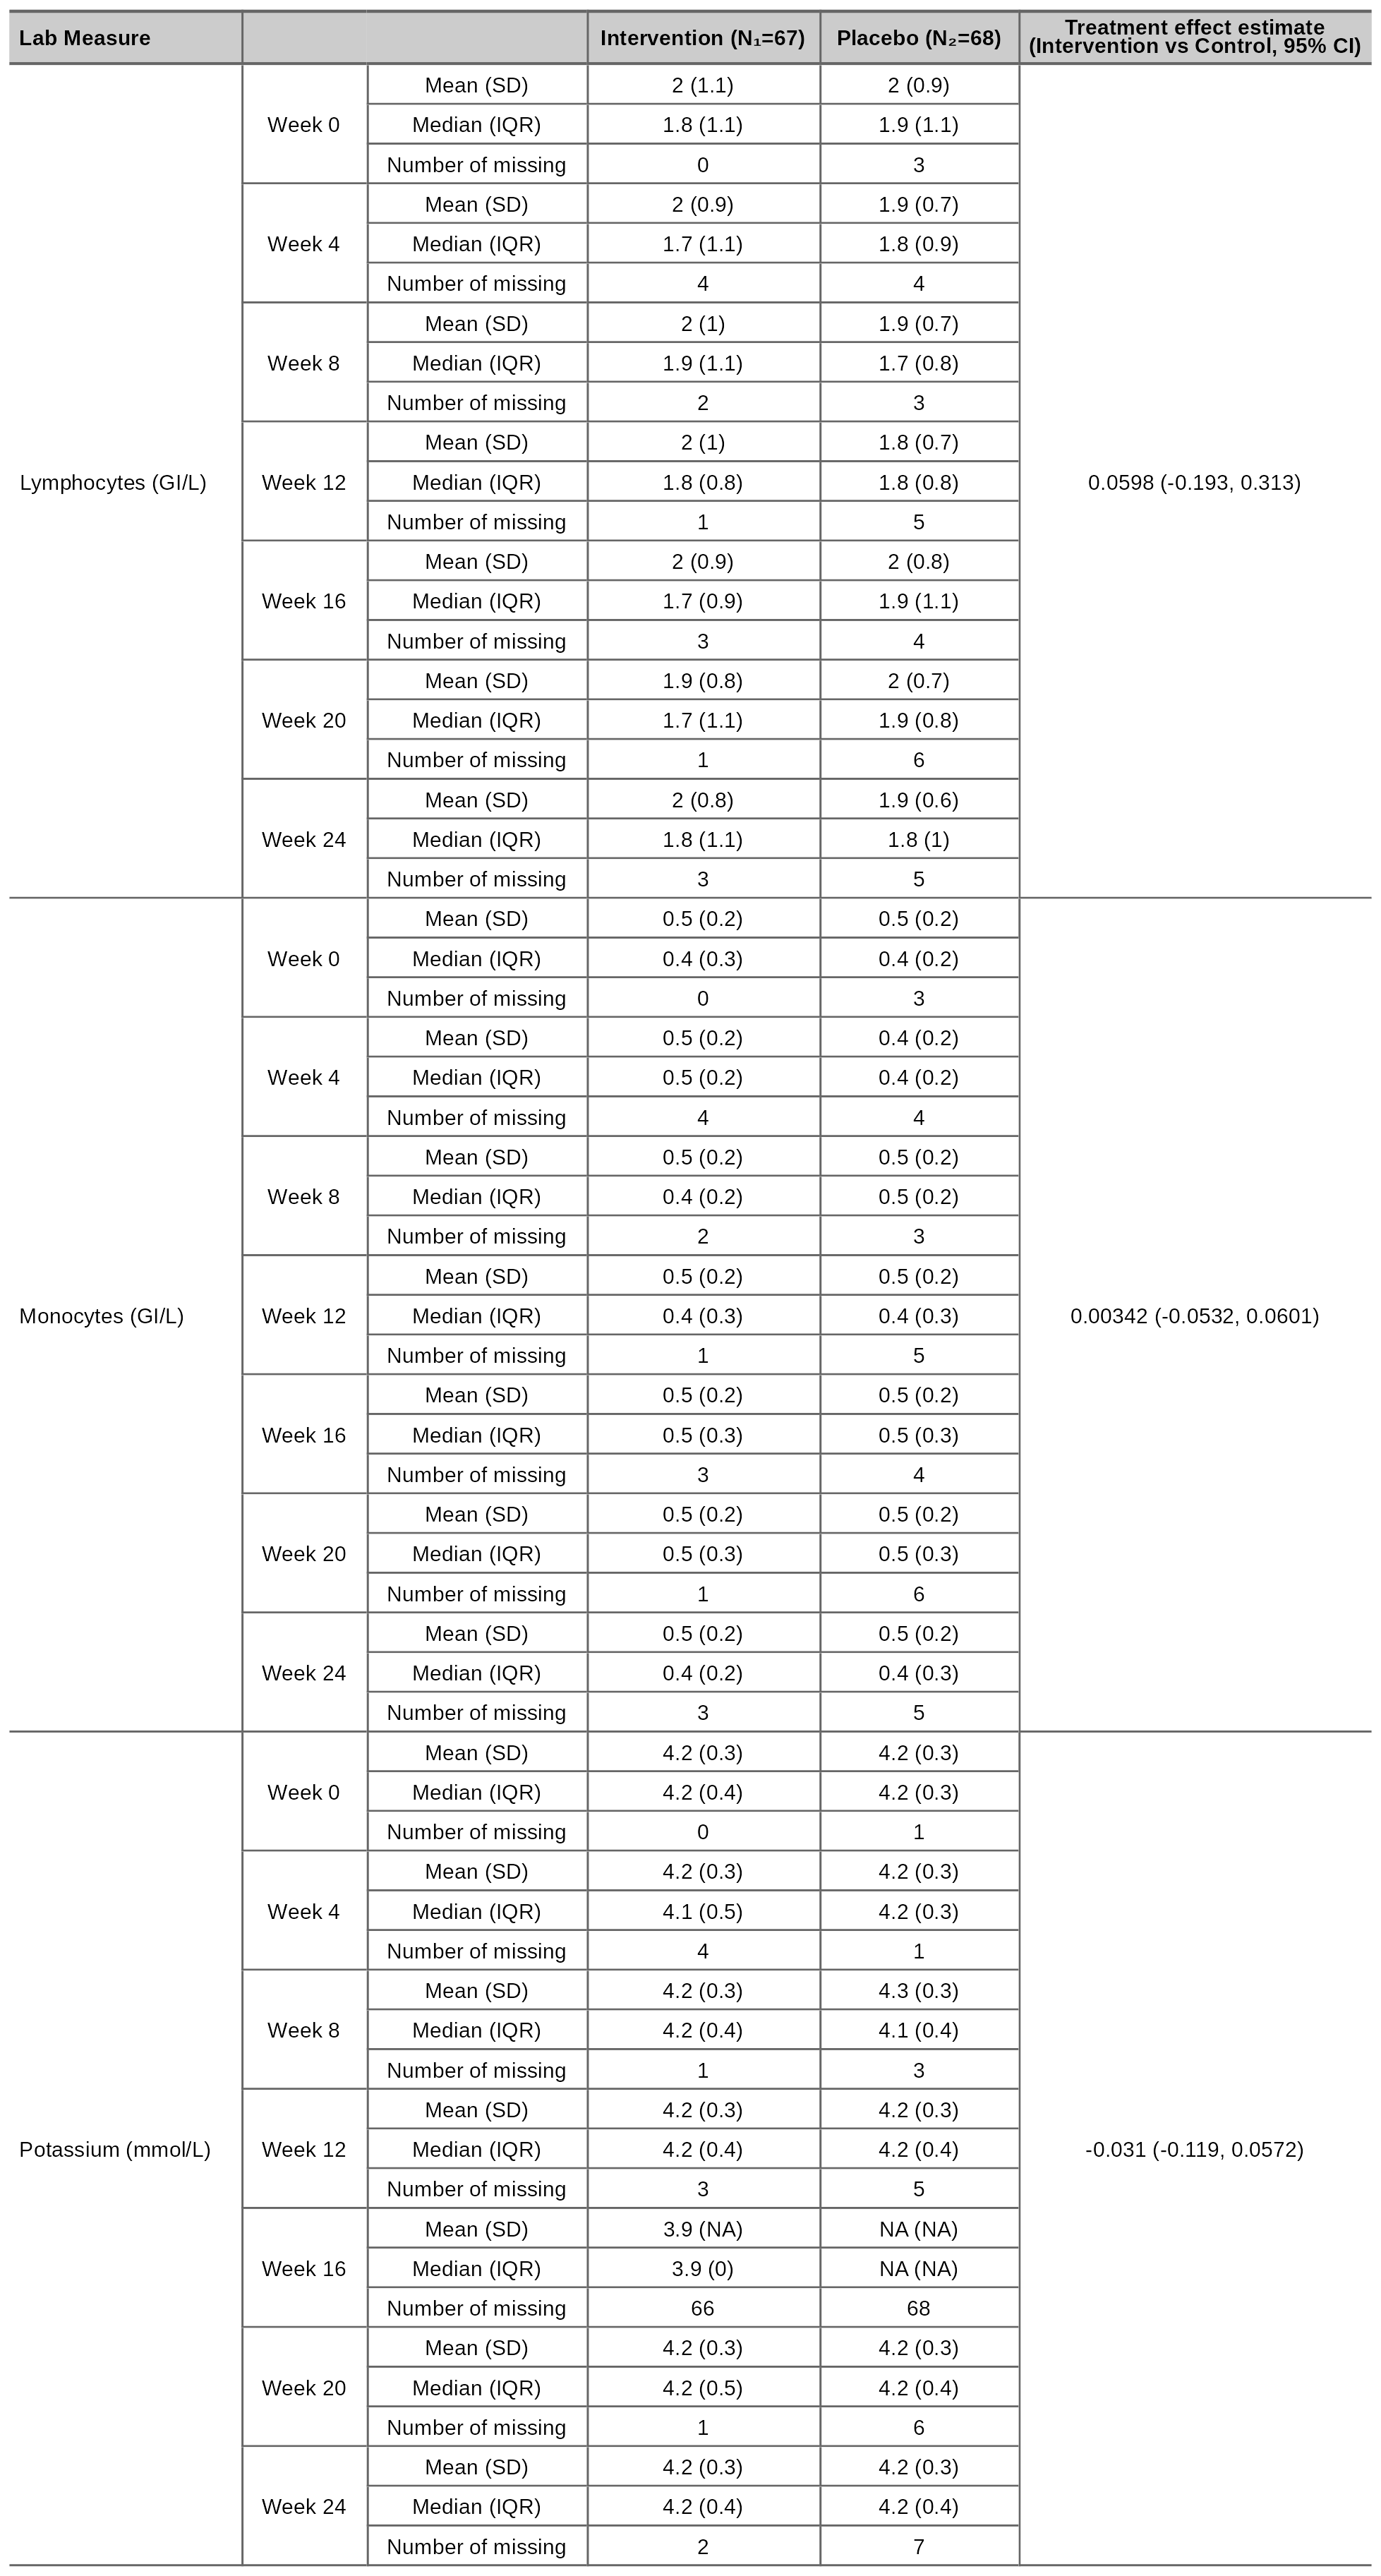 Lab Measure Intervention (N₁=67) Placebo (N₂=68) Treatment effect estimate
(Intervention vs Control, 95% CI)
Mean (SD) 2 (1.1) 2 (0.9)
Week 0 Median (IQR) 1.8 (1.1) 1.9 (1.1)
Number of missing 0 3
Mean (SD) 2 (0.9) 1.9 (0.7)
Week 4 Median (IQR) 1.7 (1.1) 1.8 (0.9)
Number of missing 4 4
Mean (SD) 2 (1) 1.9 (0.7)
Week 8 Median (IQR) 1.9 (1.1) 1.7 (0.8)
Number of missing 2 3
Mean (SD) 2 (1) 1.8 (0.7)
Lymphocytes (GI/L) Week 12 Median (IQR) 1.8 (0.8) 1.8 (0.8) 0.0598 (-0.193, 0.313)
Number of missing 1 5
Mean (SD) 2 (0.9) 2 (0.8)
Week 16 Median (IQR) 1.7 (0.9) 1.9 (1.1)
Number of missing 3 4
Mean (SD) 1.9 (0.8) 2 (0.7)
Week 20 Median (IQR) 1.7 (1.1) 1.9 (0.8)
Number of missing 1 6
Mean (SD) 2 (0.8) 1.9 (0.6)
Week 24 Median (IQR) 1.8 (1.1) 1.8 (1)
Number of missing 3 5
Mean (SD) 0.5 (0.2) 0.5 (0.2)
Week 0 Median (IQR) 0.4 (0.3) 0.4 (0.2)
Number of missing 0 3
Mean (SD) 0.5 (0.2) 0.4 (0.2)
Week 4 Median (IQR) 0.5 (0.2) 0.4 (0.2)
Number of missing 4 4
Mean (SD) 0.5 (0.2) 0.5 (0.2)
Week 8 Median (IQR) 0.4 (0.2) 0.5 (0.2)
Number of missing 2 3
Mean (SD) 0.5 (0.2) 0.5 (0.2)
Monocytes (GI/L) Week 12 Median (IQR) 0.4 (0.3) 0.4 (0.3) 0.00342 (-0.0532, 0.0601)
Number of missing 1 5
Mean (SD) 0.5 (0.2) 0.5 (0.2)
Week 16 Median (IQR) 0.5 (0.3) 0.5 (0.3)
Number of missing 3 4
Mean (SD) 0.5 (0.2) 0.5 (0.2)
Week 20 Median (IQR) 0.5 (0.3) 0.5 (0.3)
Number of missing 1 6
Mean (SD) 0.5 (0.2) 0.5 (0.2)
Week 24 Median (IQR) 0.4 (0.2) 0.4 (0.3)
Number of missing 3 5
Mean (SD) 4.2 (0.3) 4.2 (0.3)
Week 0 Median (IQR) 4.2 (0.4) 4.2 (0.3)
Number of missing 0 1
Mean (SD) 4.2 (0.3) 4.2 (0.3)
Week 4 Median (IQR) 4.1 (0.5) 4.2 (0.3)
Number of missing 4 1
Mean (SD) 4.2 (0.3) 4.3 (0.3)
Week 8 Median (IQR) 4.2 (0.4) 4.1 (0.4)
Number of missing 1 3
Mean (SD) 4.2 (0.3) 4.2 (0.3)
Potassium (mmol/L) Week 12 Median (IQR) 4.2 (0.4) 4.2 (0.4) -0.031 (-0.119, 0.0572)
Number of missing 3 5
Mean (SD) 3.9 (NA) NA (NA)
Week 16 Median (IQR) 3.9 (0) NA (NA)
Number of missing 66 68
Mean (SD) 4.2 (0.3) 4.2 (0.3)
Week 20 Median (IQR) 4.2 (0.5) 4.2 (0.4)
Number of missing 1 6
Mean (SD) 4.2 (0.3) 4.2 (0.3)
Week 24 Median (IQR) 4.2 (0.4) 4.2 (0.4)
Number of missing 2 7